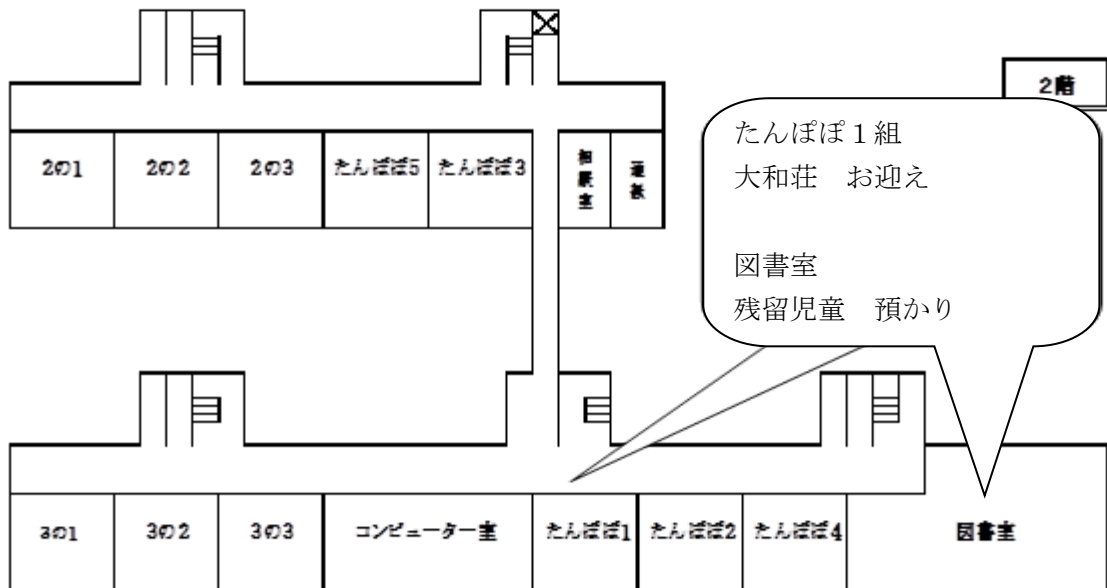 2階
たんぽぽ１組
大和荘　お迎え
図書室
残留児童　預かり
2の1
2の2
2の3
たんぽぽ5
たんぽぽ3
相談室
3の1
3の2
3の3
コンピューター室
たんぽぽ1
たんぽぽ2
たんぽぽ4
図書室